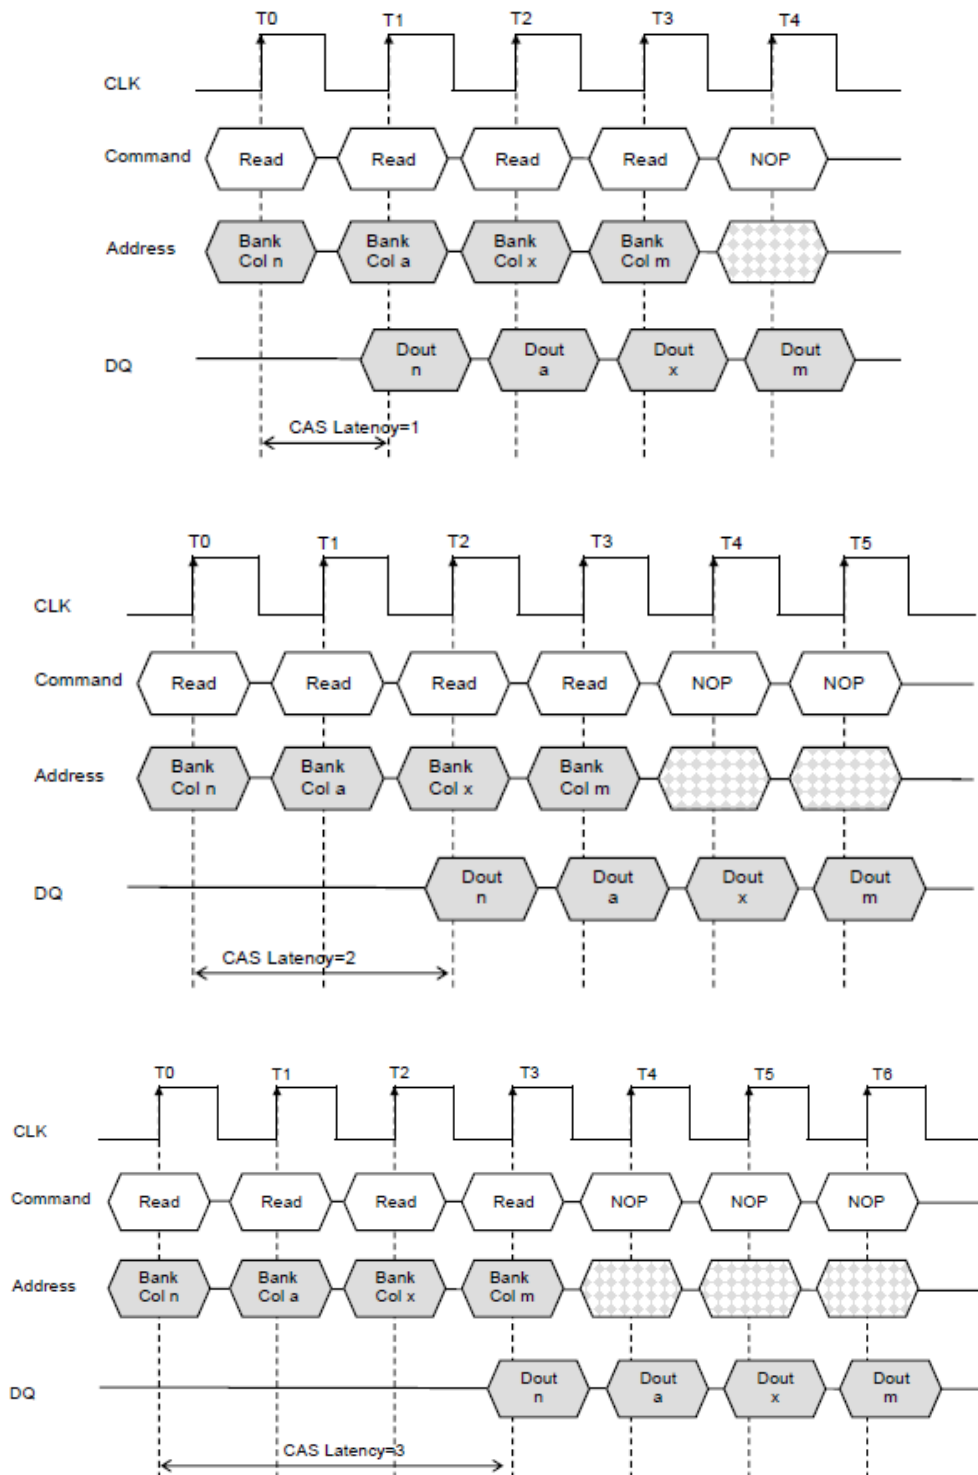 T0 T1 T2 T3 T4
CLK
Command Read Read Read Read NOP
Address Bank Col n Bank Col a Bank Col x Bank Col m
DQ Dout n Dout a Dout x Dout m
CAS Latency=1
T0 T1 T2 T3 T4 T5
CLK
Command Read Read Read Read NOP NOP
Address Bank Col n Bank Col a Bank Col x Bank Col m
DQ Dout n Dout a Dout x Dout m
CAS Latency=2
T0 T1 T2 T3 T4 T5 T6
CLK
Command Read Read Read Read NOP NOP NOP
Address Bank Col n Bank Col a Bank Col x Bank Col m
DQ Dout n Dout a Dout x Dout m
CAS Latency=3